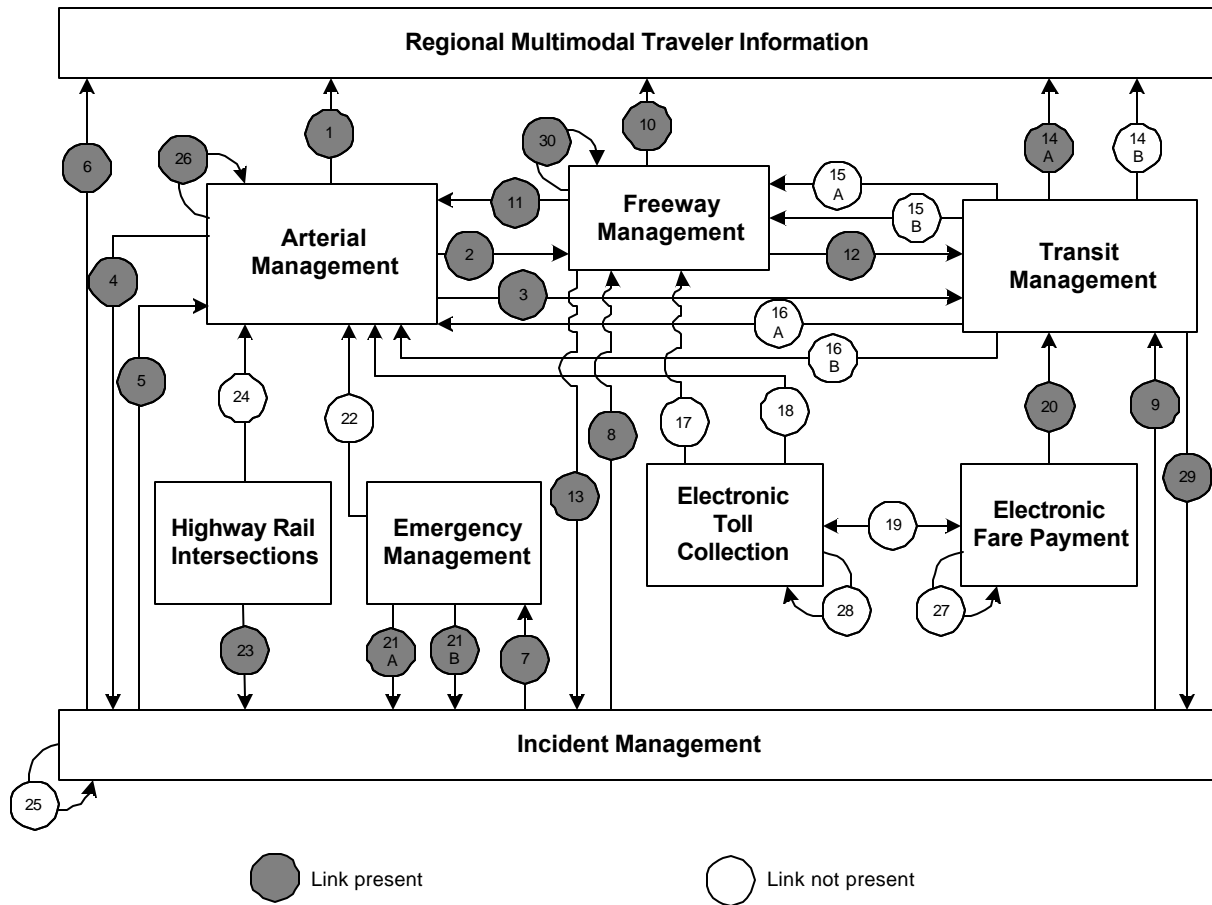 Regional Multimodal Traveler Information
1
10
14
A
14
B
6
26
30
15
A
11
Freeway
Management
15
B
Arterial
Management
Transit
Management
2
12
4
3
16
A
16
B
5
24
22
8
17
18
20
9
13
29
Highway Rail
Intersections
Emergency
Management
Electronic
Toll
Collection
19
Electronic
Fare Payment
28
27
23
21
A
21
B
7
Incident Management
25
Link present
Link not present